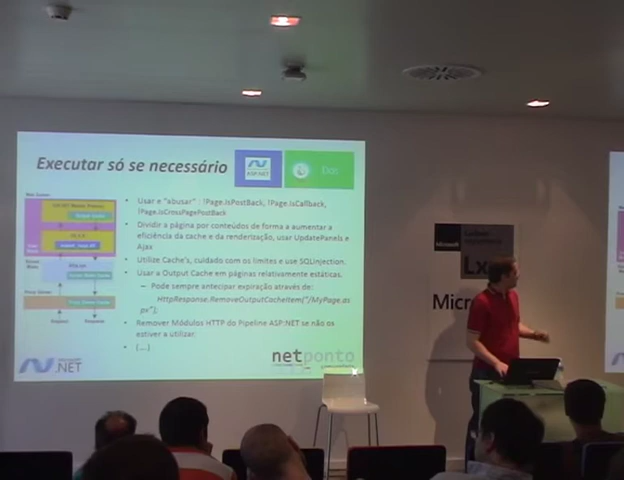 Executar só se necessário
ASP.NET
Dos
Usar e "abusar" : !Page.IsPostBack, !Page.IsCallback,
!Page.IsCrossPagePostBack
Dividir a página por conteúdos de forma a aumentar a
eficiência da cache e da renderização, usar UpdatePanels e
Ajax
Utilize Cache's, cuidado com os limites e use SQLinjection.
Usar a Output Cache em páginas relativamente estáticas.
– Pode sempre antecipar expiração através de:
HttpResponse.RemoveOutputCacheItem("/MyPage.as
px");
Remover Módulos HTTP do Pipeline ASP.NET se não os
estiver a utilizar.
(...)
.NET
netponto
Microsoft
Lx
Micr